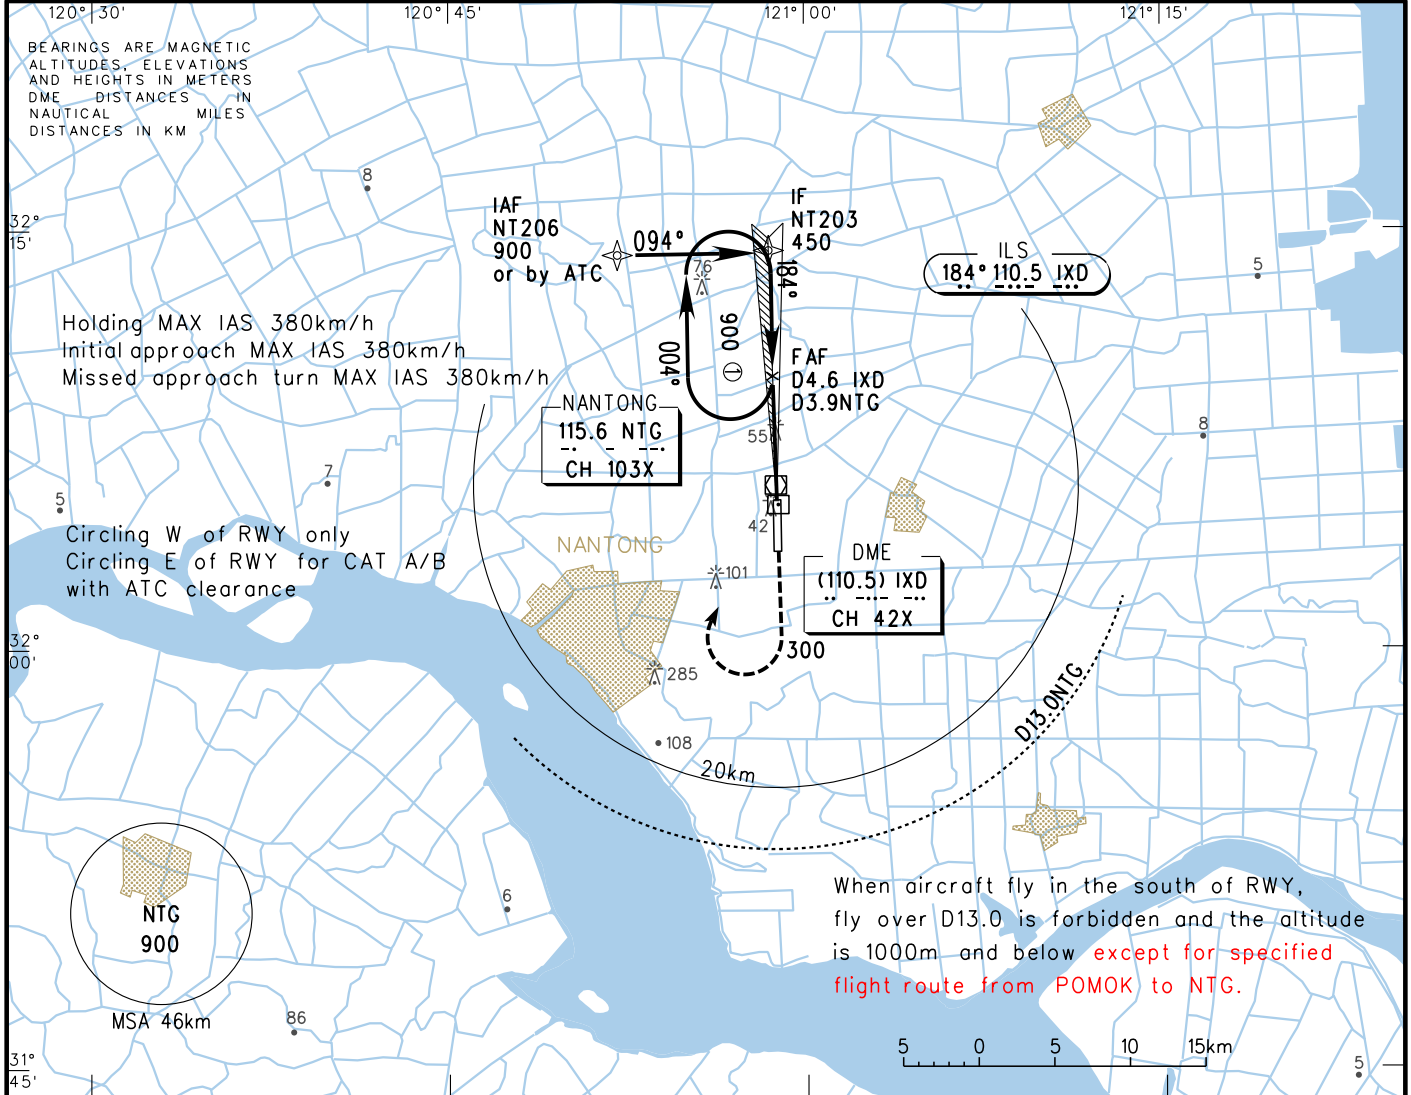 120° 30'
120° 45'
121° 00'
121° 15'
BEARINGS ARE MAGNETIC
ALTITUDES, ELEVATIONS
AND HEIGHTS IN METERS
DME DISTANCES IN
NAUTICAL MILES
DISTANCES IN KM
8
32°
15'
IAF
NT206
900
or by ATC
094°
76
IF
NT203
450
184°
ILS
184° 110.5 IXD
5
Holding MAX IAS 380km/h
Initial approach MAX IAS 380km/h
Missed approach turn MAX IAS 380km/h
004°
900 ①
FAF
D4.6 IXD
D3.9NTG
NANTONG
115.6 NTG
CH 103X
55
8
7
5
42
Circling W of RWY only
Circling E of RWY for CAT A/B
with ATC clearance
NANTONG
101
DME
(110.5) IXD
CH 42X
32°
00'
300
285
D13.0NTG
108
20km
NTG
900
MSA 46km
6
86
When aircraft fly in the south of RWY,
fly over D13.0 is forbidden and the altitude
is 1000m and below except for specified
flight route from POMOK to NTG.
5 0 5 10 15km
31°
45'
5